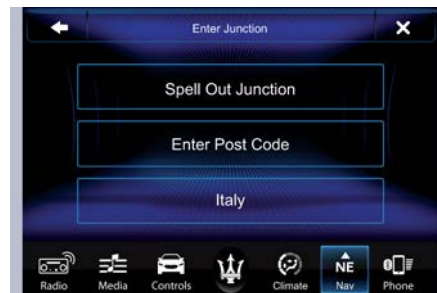 Enter Junction
Spell Out Junction
Enter Post Code
Italy
NE
Radio Media Controls Climate Nav Phone